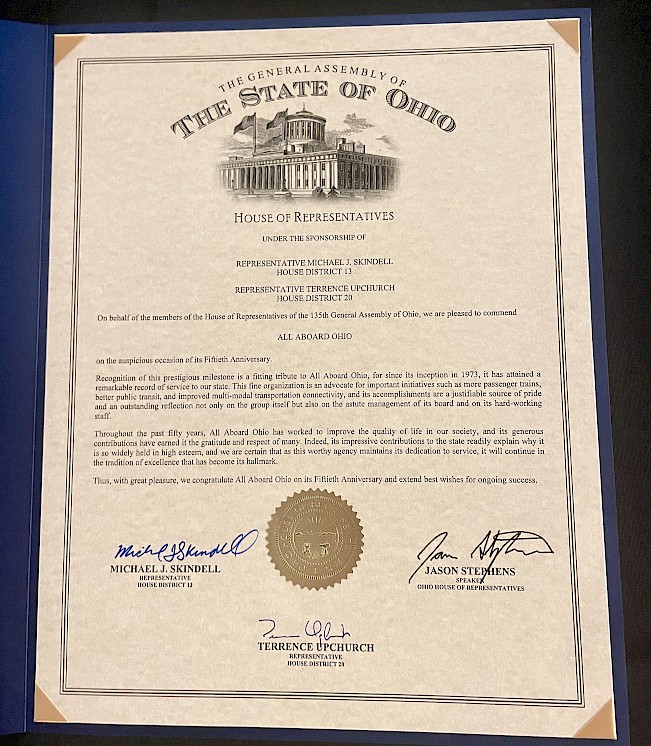 THE GENERAL ASSEMBLY OF
THE STATE OF OHIO
HOUSE OF REPRESENTATIVES
UNDER THE SPONSORSHIP OF
REPRESENTATIVE MICHAEL J. SKINDELL
HOUSE DISTRICT 13
REPRESENTATIVE TERRENCE UPCHURCH
HOUSE DISTRICT 20
On behalf of the members of the House of Representatives of the 135th General Assembly of Ohio, we are pleased to commend
ALL ABOARD OHIO
on the auspicious occasion of its Fiftieth Anniversary.
Recognition of this prestigious milestone is a fitting tribute to All Aboard Ohio, for since its inception in 1973, it has attained a
remarkable record of service to our state. This fine organization is an advocate for important initiatives such as more passenger trains,
better public transit, and improved multi-modal transportation connectivity, and its accomplishments are a justifiable source of pride
and an outstanding reflection not only on the group itself but also on the astute management of its board and on its hard-working
staff.
Throughout the past fifty years, All Aboard Ohio has worked to improve the quality of life in our society, and its generous
contributions have earned it the gratitude and respect of many. Indeed, its impressive contributions to the state readily explain why it
is so widely held in high esteem, and we are certain that as this worthy agency maintains its dedication to service, it will continue in
the tradition of excellence that has become its hallmark.
Thus, with great pleasure, we congratulate All Aboard Ohio on its Fiftieth Anniversary and extend best wishes for ongoing success.
Michael J Skindell
MICHAEL J. SKINDELL
REPRESENTATIVE
HOUSE DISTRICT 13
JASON STEPHENS
SPEAKER
OHIO HOUSE OF REPRESENTATIVES
TERRENCE UPCHURCH
REPRESENTATIVE
HOUSE DISTRICT 20